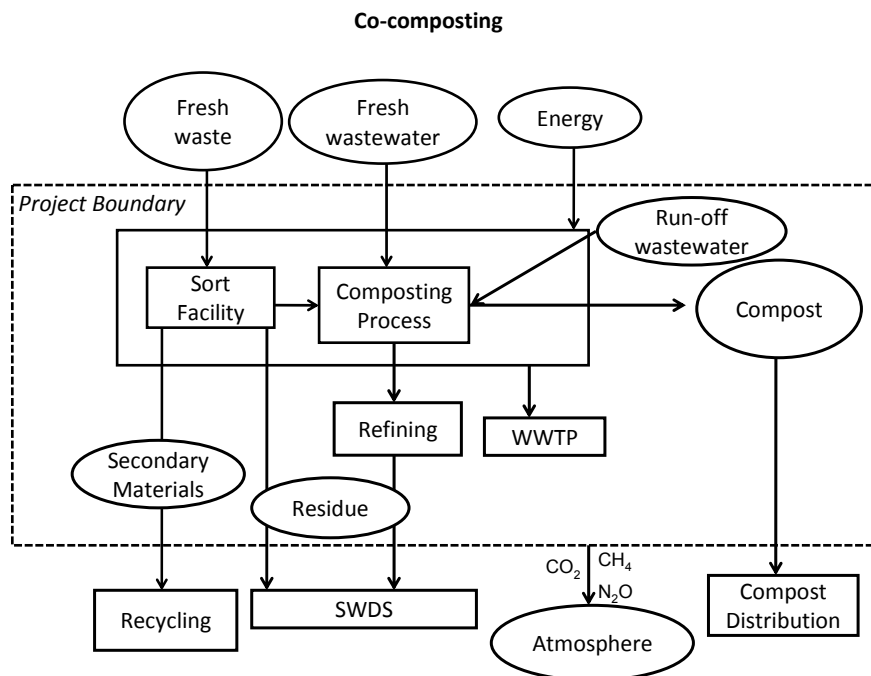 Co-composting
Fresh
waste
Fresh
wastewater
Energy
Project Boundary
Run-off
wastewater
Sort
Facility
Composting
Process
Compost
Refining
WWTP
Secondary
Materials
Residue
CO₂
CH₄
N₂O
Recycling
SWDS
Atmosphere
Compost
Distribution